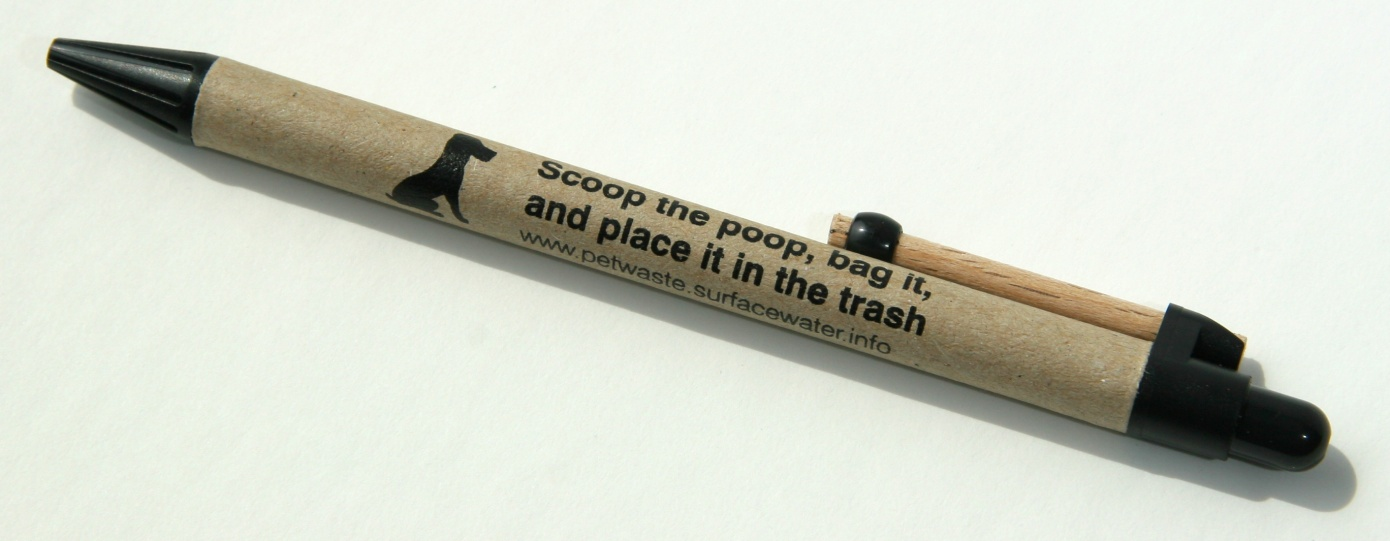 Scoop the poop, bag it,
and place it in the trash
www.petwaste.surfacewater.info